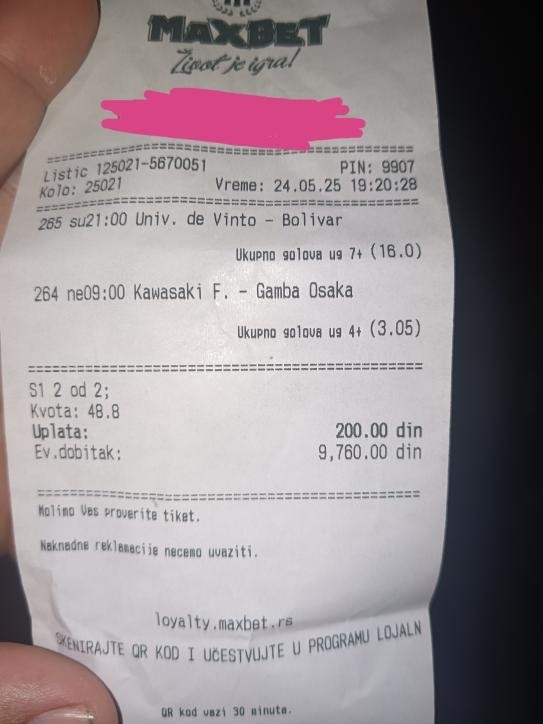 MAXBET
Život je igra!
Listic 125021-5670051 PIN: 9907
Kolo: 25021 Vreme: 24.05.25 19:20:28
265 su21:00 Univ. de Vinto - Bolivar
Ukupno golova ug 7+ (16.0)
264 ne09:00 Kawasaki F. - Gamba Osaka
Ukupno golova ug 4+ (3.05)
S1 2 od 2;
Kvota: 48.8
Uplata: 200.00 din
Ev.dobitak: 9,760.00 din
Molimo Vas proverite tiket.
Naknadne reklamacije necemo uvaziti.
loyalty.maxbet.rs
SKENIRAJTE QR KOD I UČESTVUJTE U PROGRAMU LOJALN
QR kod vazi 30 minuta.